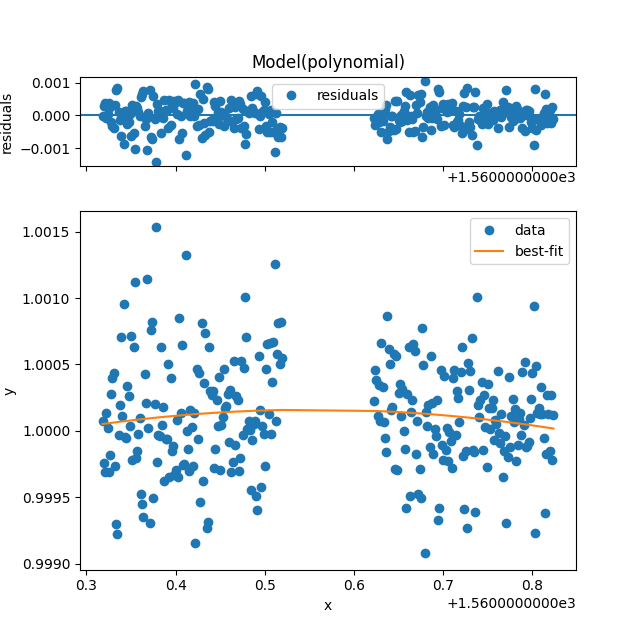 Model(polynomial)
residuals
0.001
0.000
−0.001
residuals
+1.5600000000e3
y
1.0015
1.0010
1.0005
1.0000
0.9995
0.9990
data
best-fit
0.3 0.4 0.5 0.6 0.7 0.8
x
+1.5600000000e3